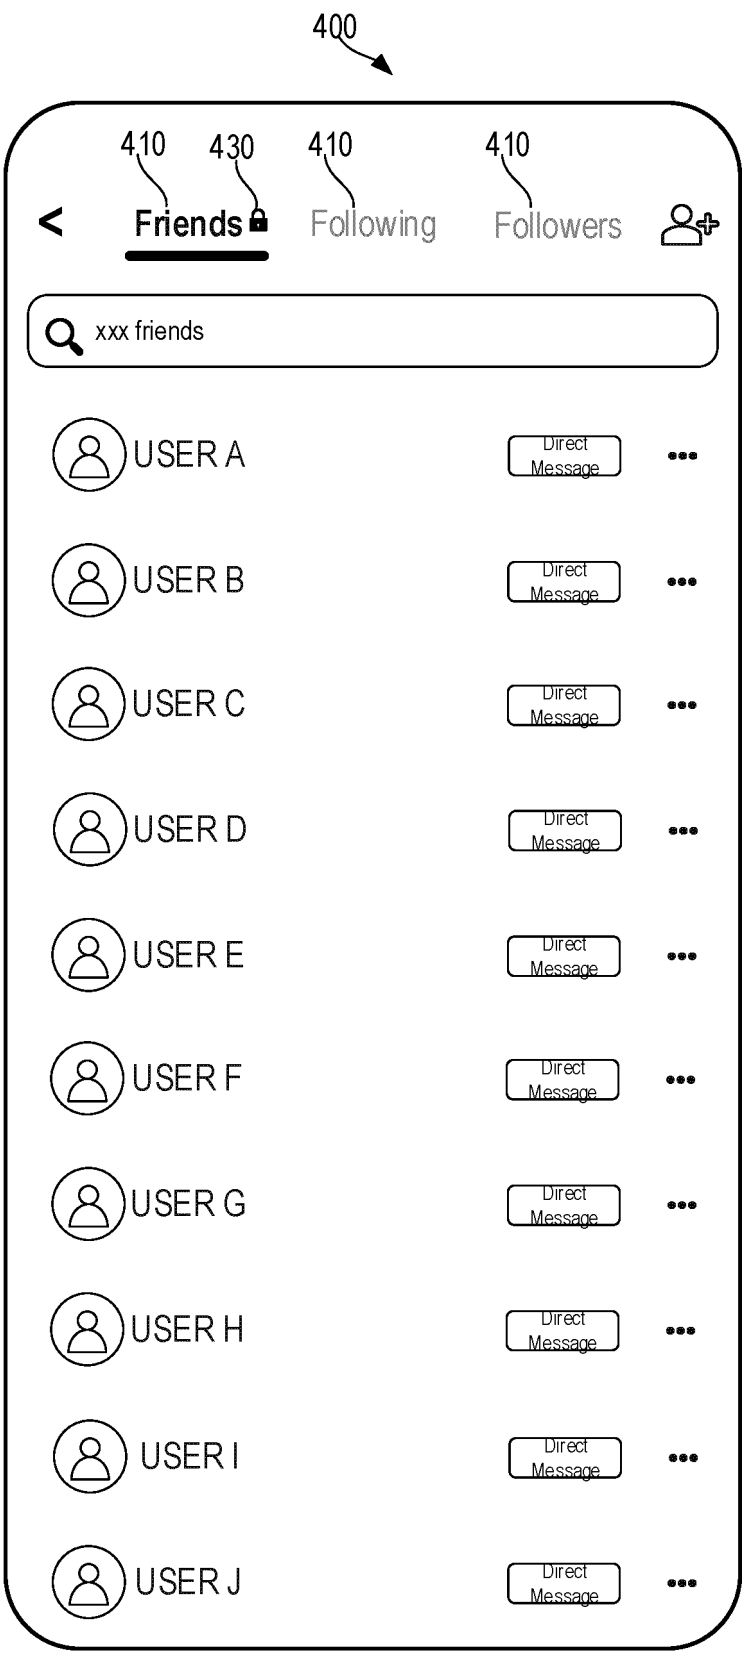 400
410 430 410 410
< Friends Following Followers
xxx friends
USER A
Direct
Message
USER B
Direct
Message
USER C
Direct
Message
USER D
Direct
Message
USER E
Direct
Message
USER F
Direct
Message
USER G
Direct
Message
USER H
Direct
Message
USER I
Direct
Message
USER J
Direct
Message